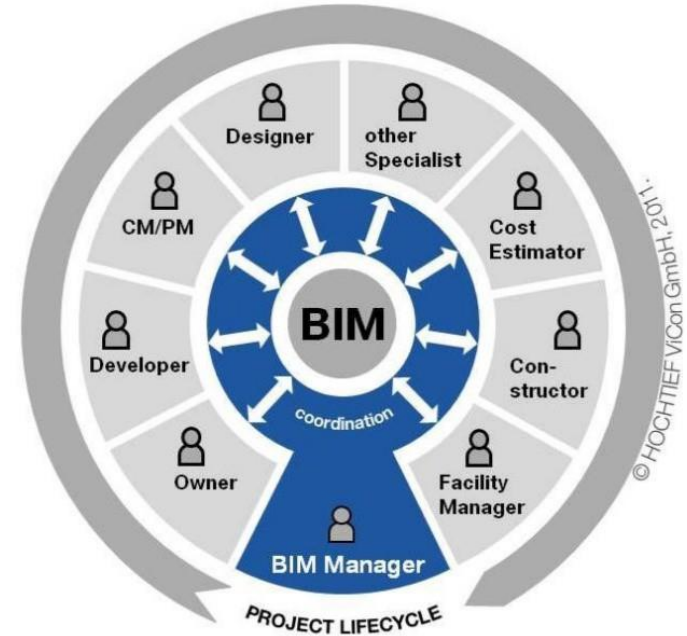 Designer
other
Specialist
CM/PM
Cost
Estimator
BIM
Developer
Con-
structor
coordination
Owner
Facility
Manager
BIM Manager
PROJECT LIFECYCLE
© HOCHTIEF ViCon GmbH, 2011.